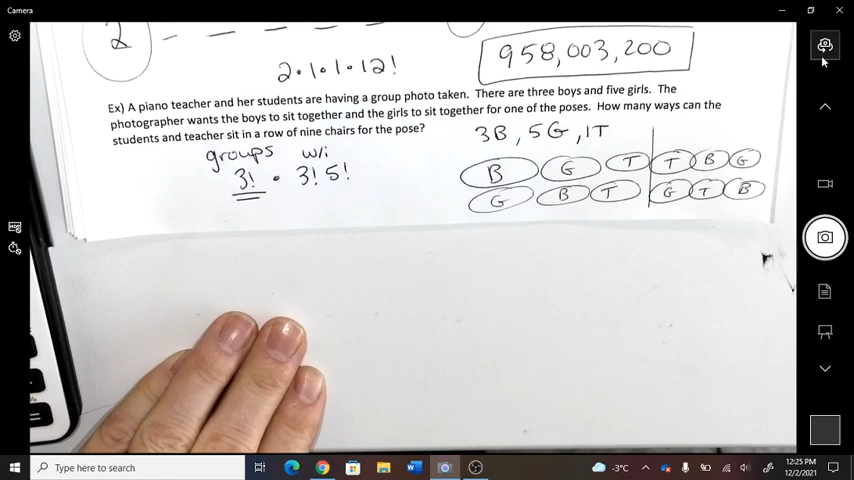 Camera
2
2·1·1·12!
958,003,200
Ex) A piano teacher and her students are having a group photo taken. There are three boys and five girls. The
photographer wants the boys to sit together and the girls to sit together for one of the poses. How many ways can the
students and teacher sit in a row of nine chairs for the pose?
3B, 5G, 1T
groups w/i
3! · 3! 5!
B G T T B G
G B T G T B
Type here to search
-3°C
12:25 PM
12/2/2021